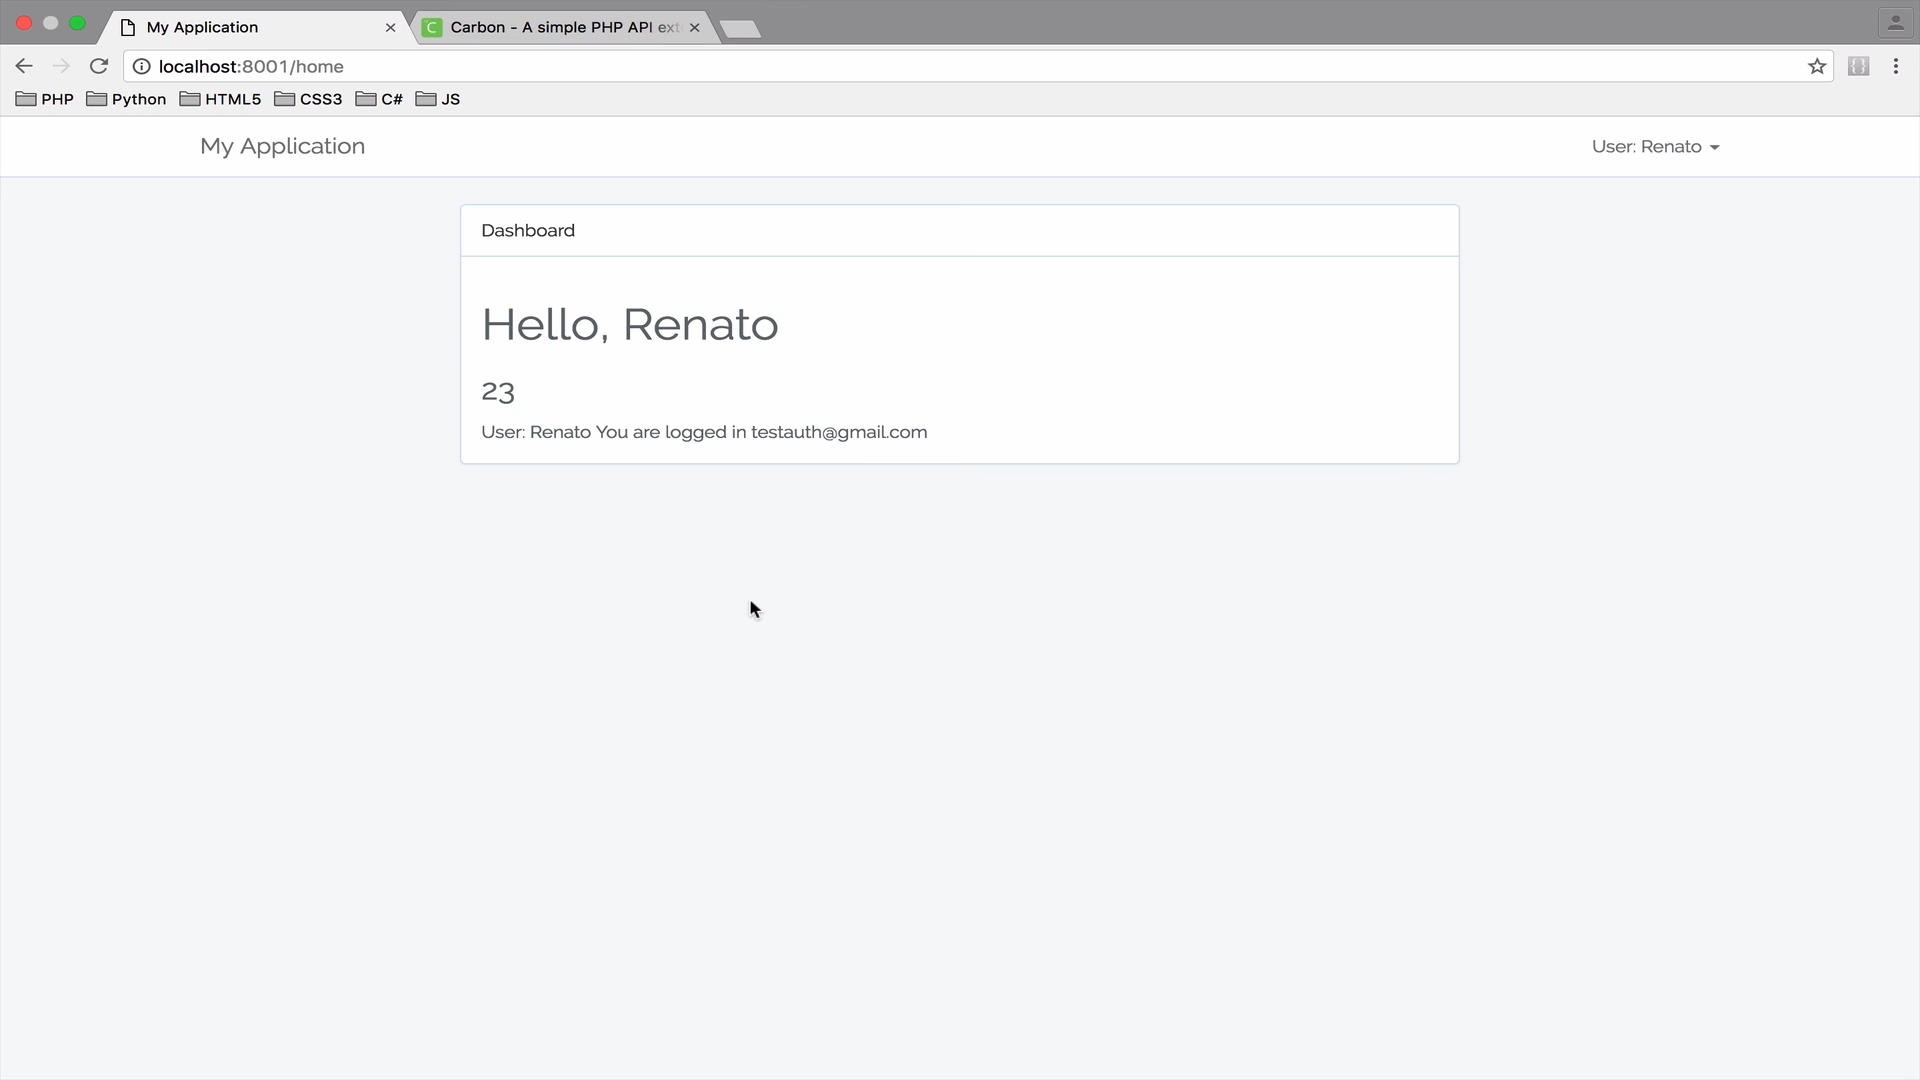 My Application
Carbon - A simple PHP API ext
localhost:8001/home
PHP Python HTML5 CSS3 C# JS
My Application
User: Renato
Dashboard
Hello, Renato
23
User: Renato You are logged in testauth@gmail.com